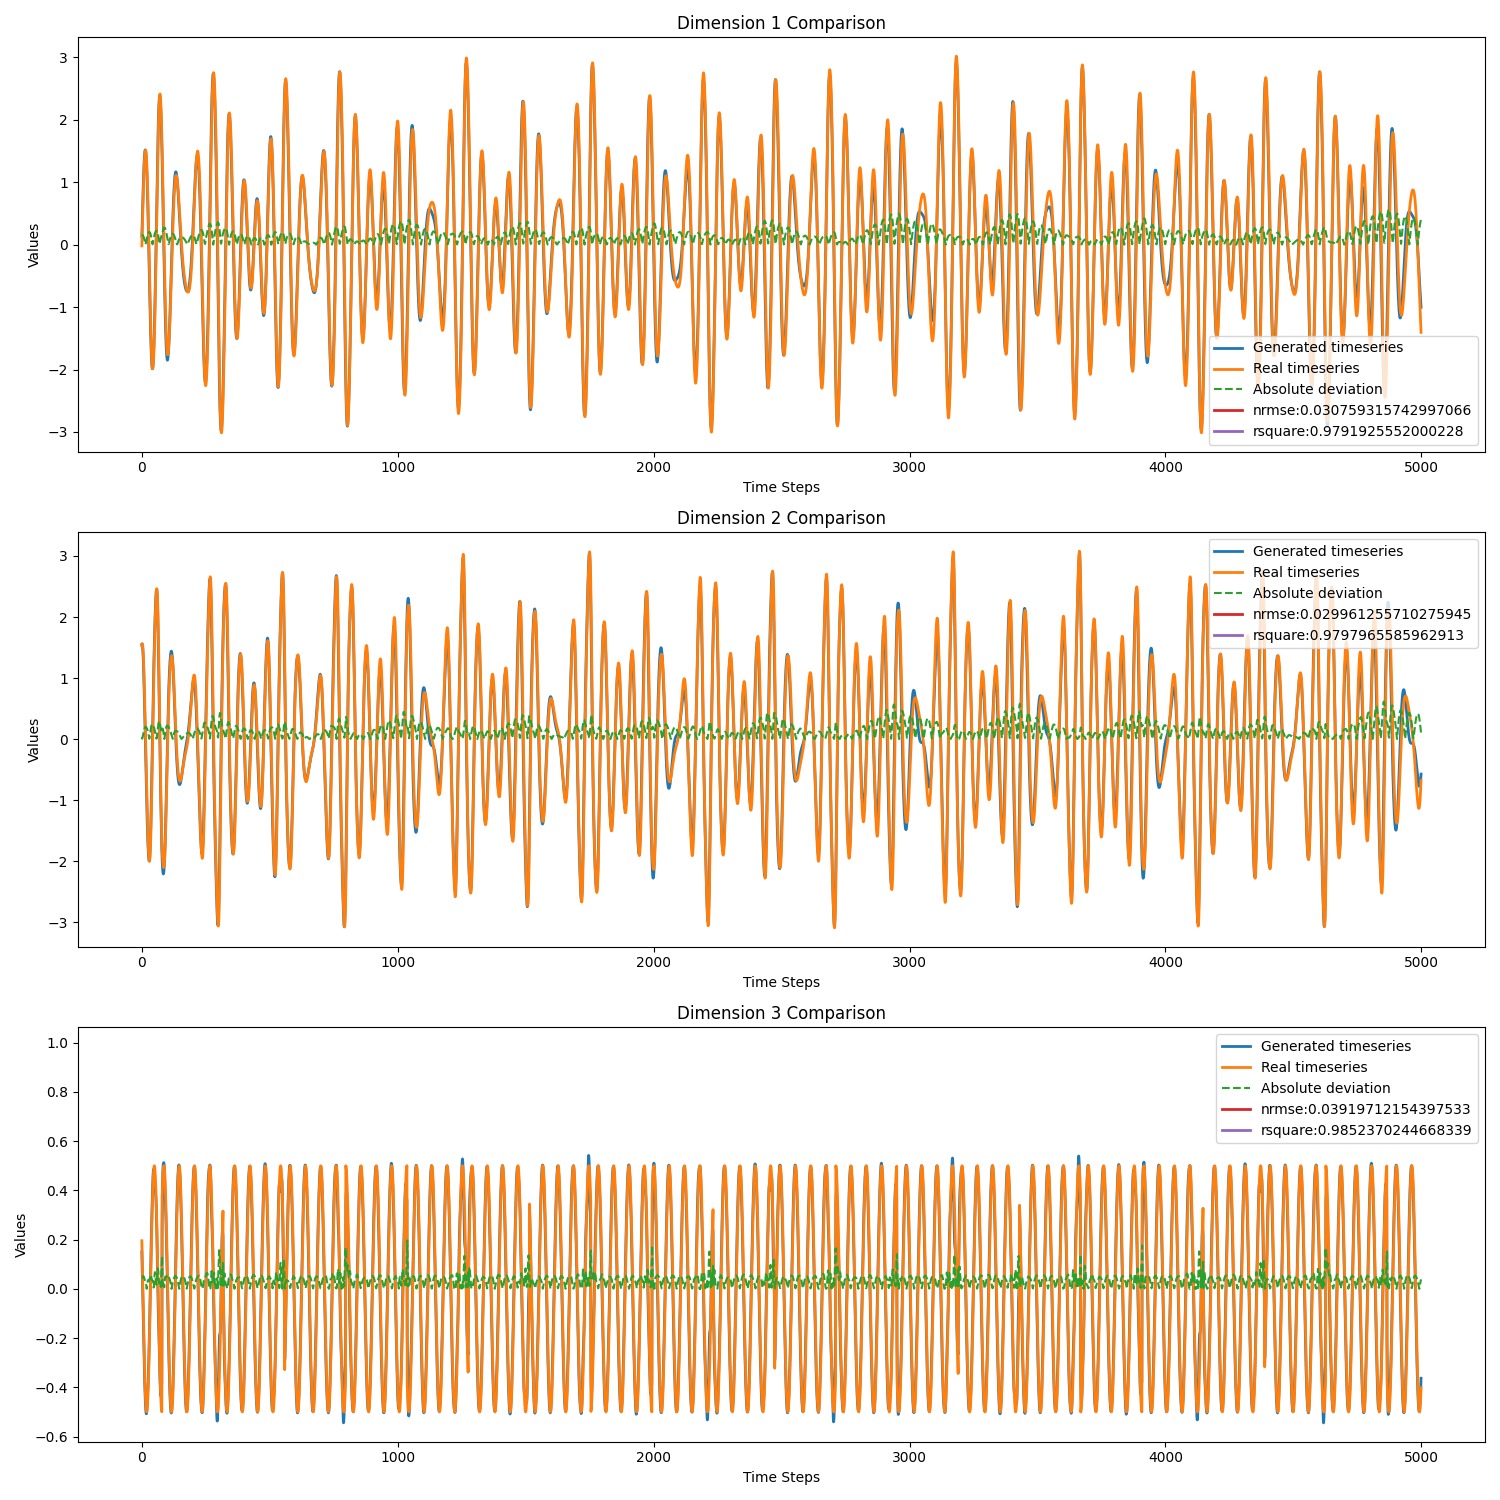 Dimension 1 Comparison
3
2
1
0
−1
−2
−3
Values
Generated timeseries
Real timeseries
Absolute deviation
nrmse:0.030759315742997066
rsquare:0.9791925552000228
0 1000 2000 3000 4000 5000
Time Steps
Dimension 2 Comparison
3
2
1
0
−1
−2
−3
Values
Generated timeseries
Real timeseries
Absolute deviation
nrmse:0.029961255710275945
rsquare:0.9797965585962913
0 1000 2000 3000 4000 5000
Time Steps
Dimension 3 Comparison
1.0
0.8
0.6
0.4
0.2
0.0
−0.2
−0.4
−0.6
Values
Generated timeseries
Real timeseries
Absolute deviation
nrmse:0.03919712154397533
rsquare:0.9852370244668339
0 1000 2000 3000 4000 5000
Time Steps